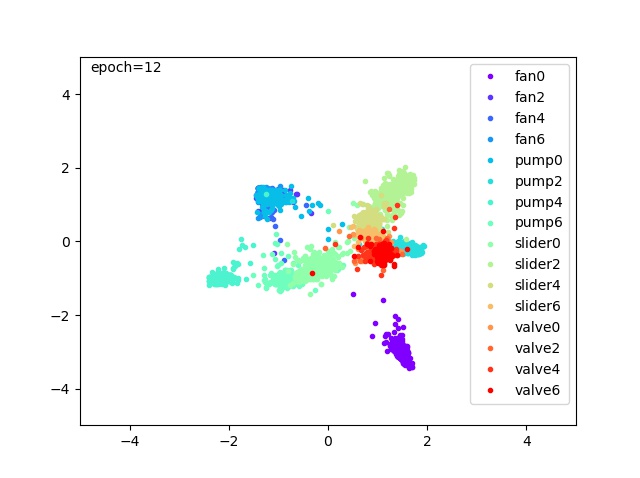 epoch=12
fan0
fan2
fan4
fan6
pump0
pump2
pump4
pump6
slider0
slider2
slider4
slider6
valve0
valve2
valve4
valve6
4
2
0
−2
−4
−4
−2
0
2
4